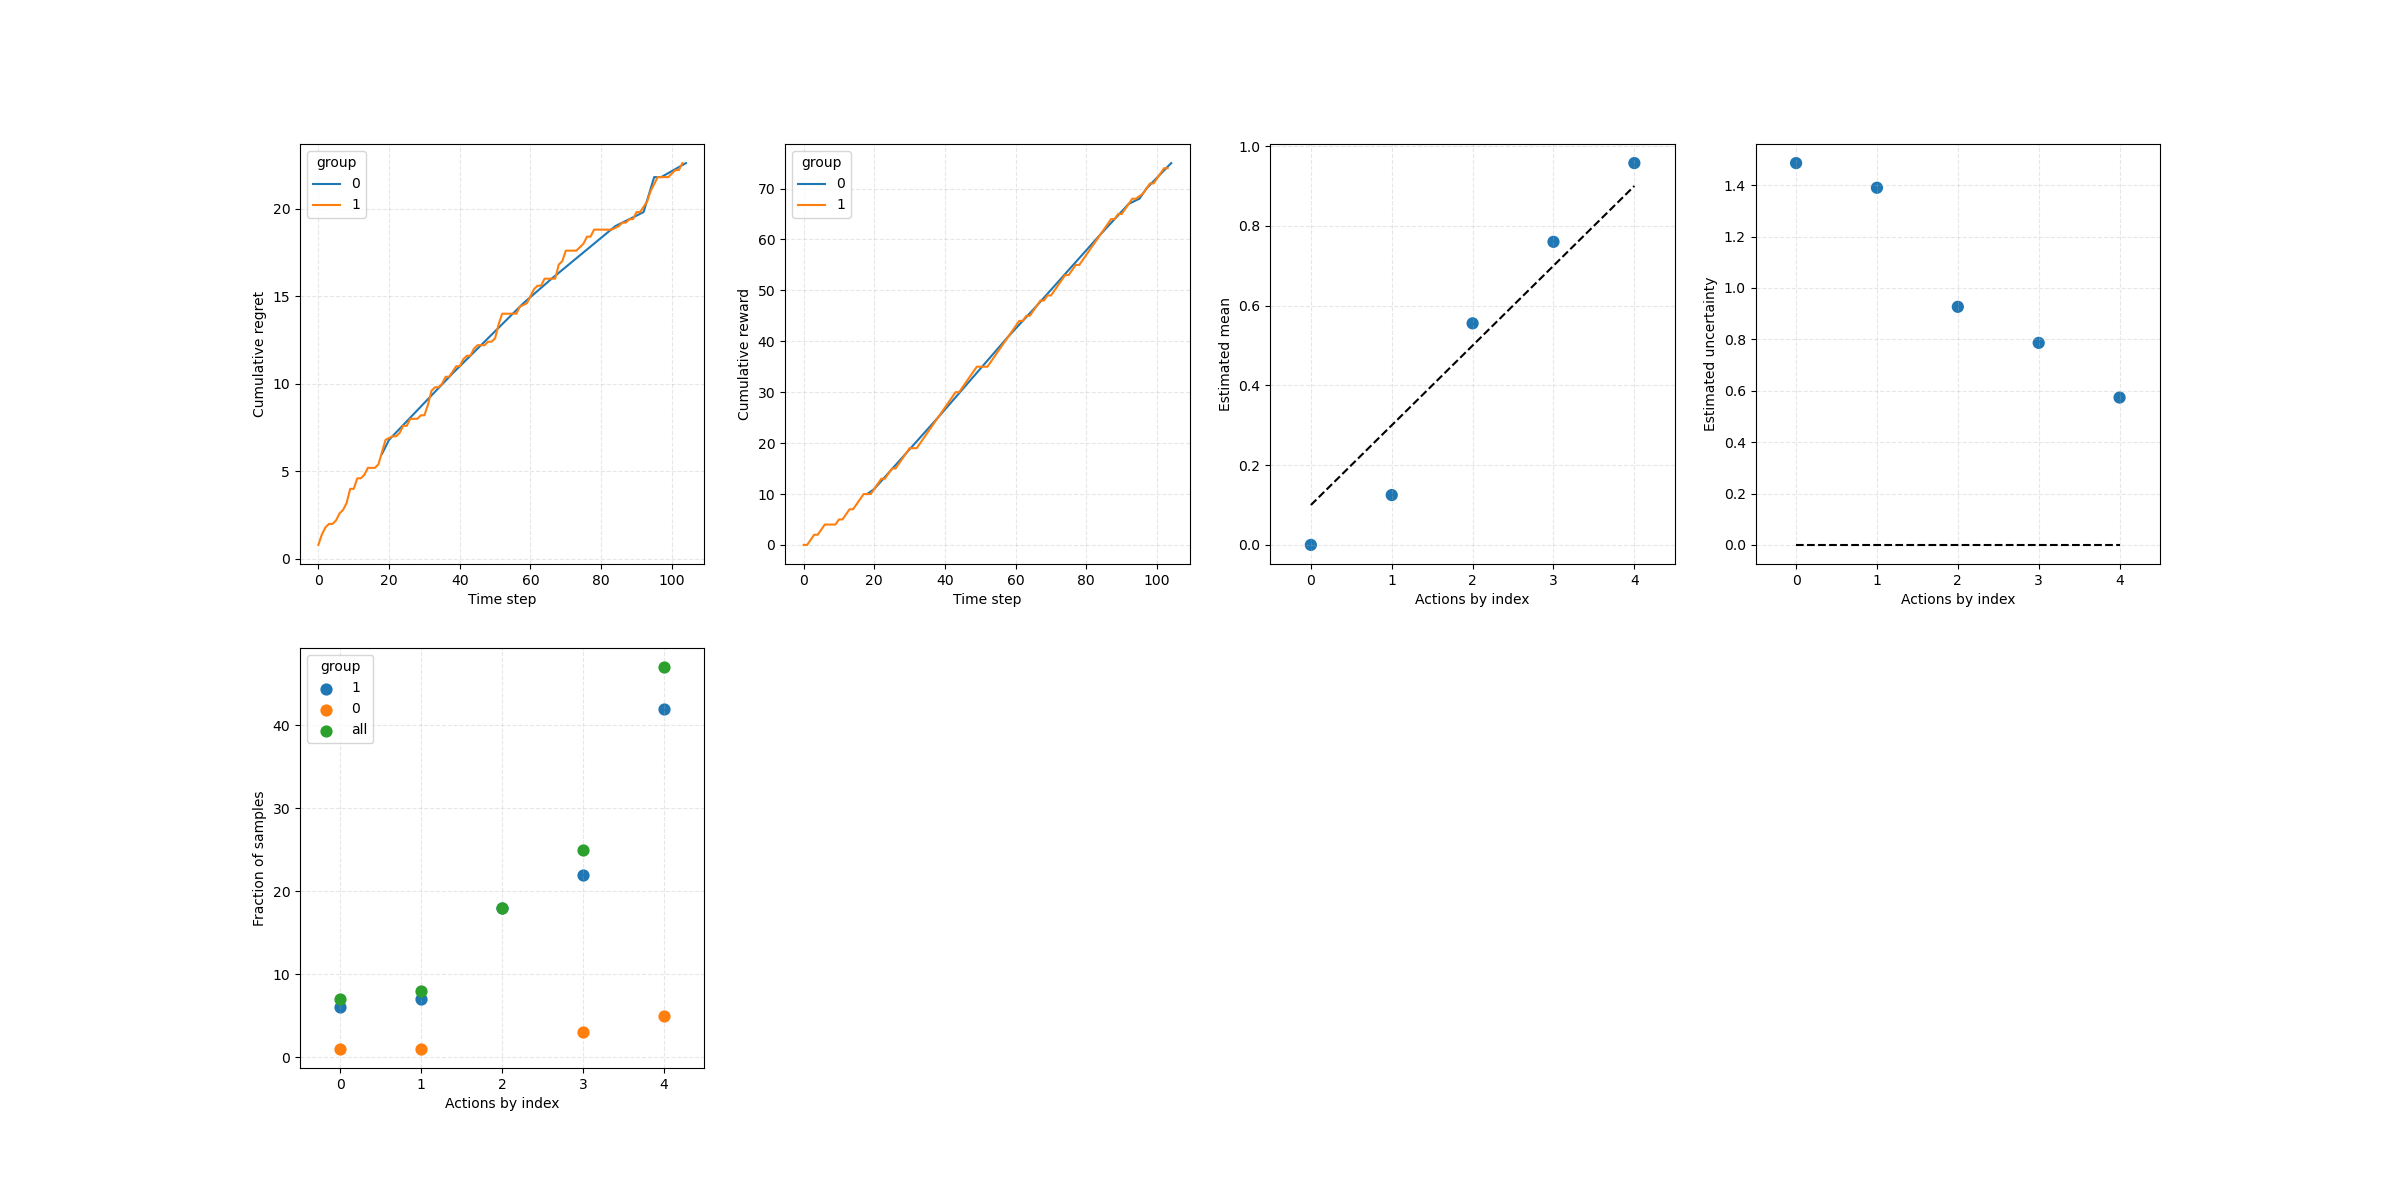 group
0
1
20
15
10
5
0
Cumulative regret
0 20 40 60 80 100
Time step
group
0
1
70
60
50
40
30
20
10
0
Cumulative reward
0 20 40 60 80 100
Time step
1.0
0.8
0.6
0.4
0.2
0.0
Estimated mean
0 1 2 3 4
Actions by index
1.4
1.2
1.0
0.8
0.6
0.4
0.2
0.0
Estimated uncertainty
0 1 2 3 4
Actions by index
group
1
0
all
40
30
20
10
0
Fraction of samples
0 1 2 3 4
Actions by index